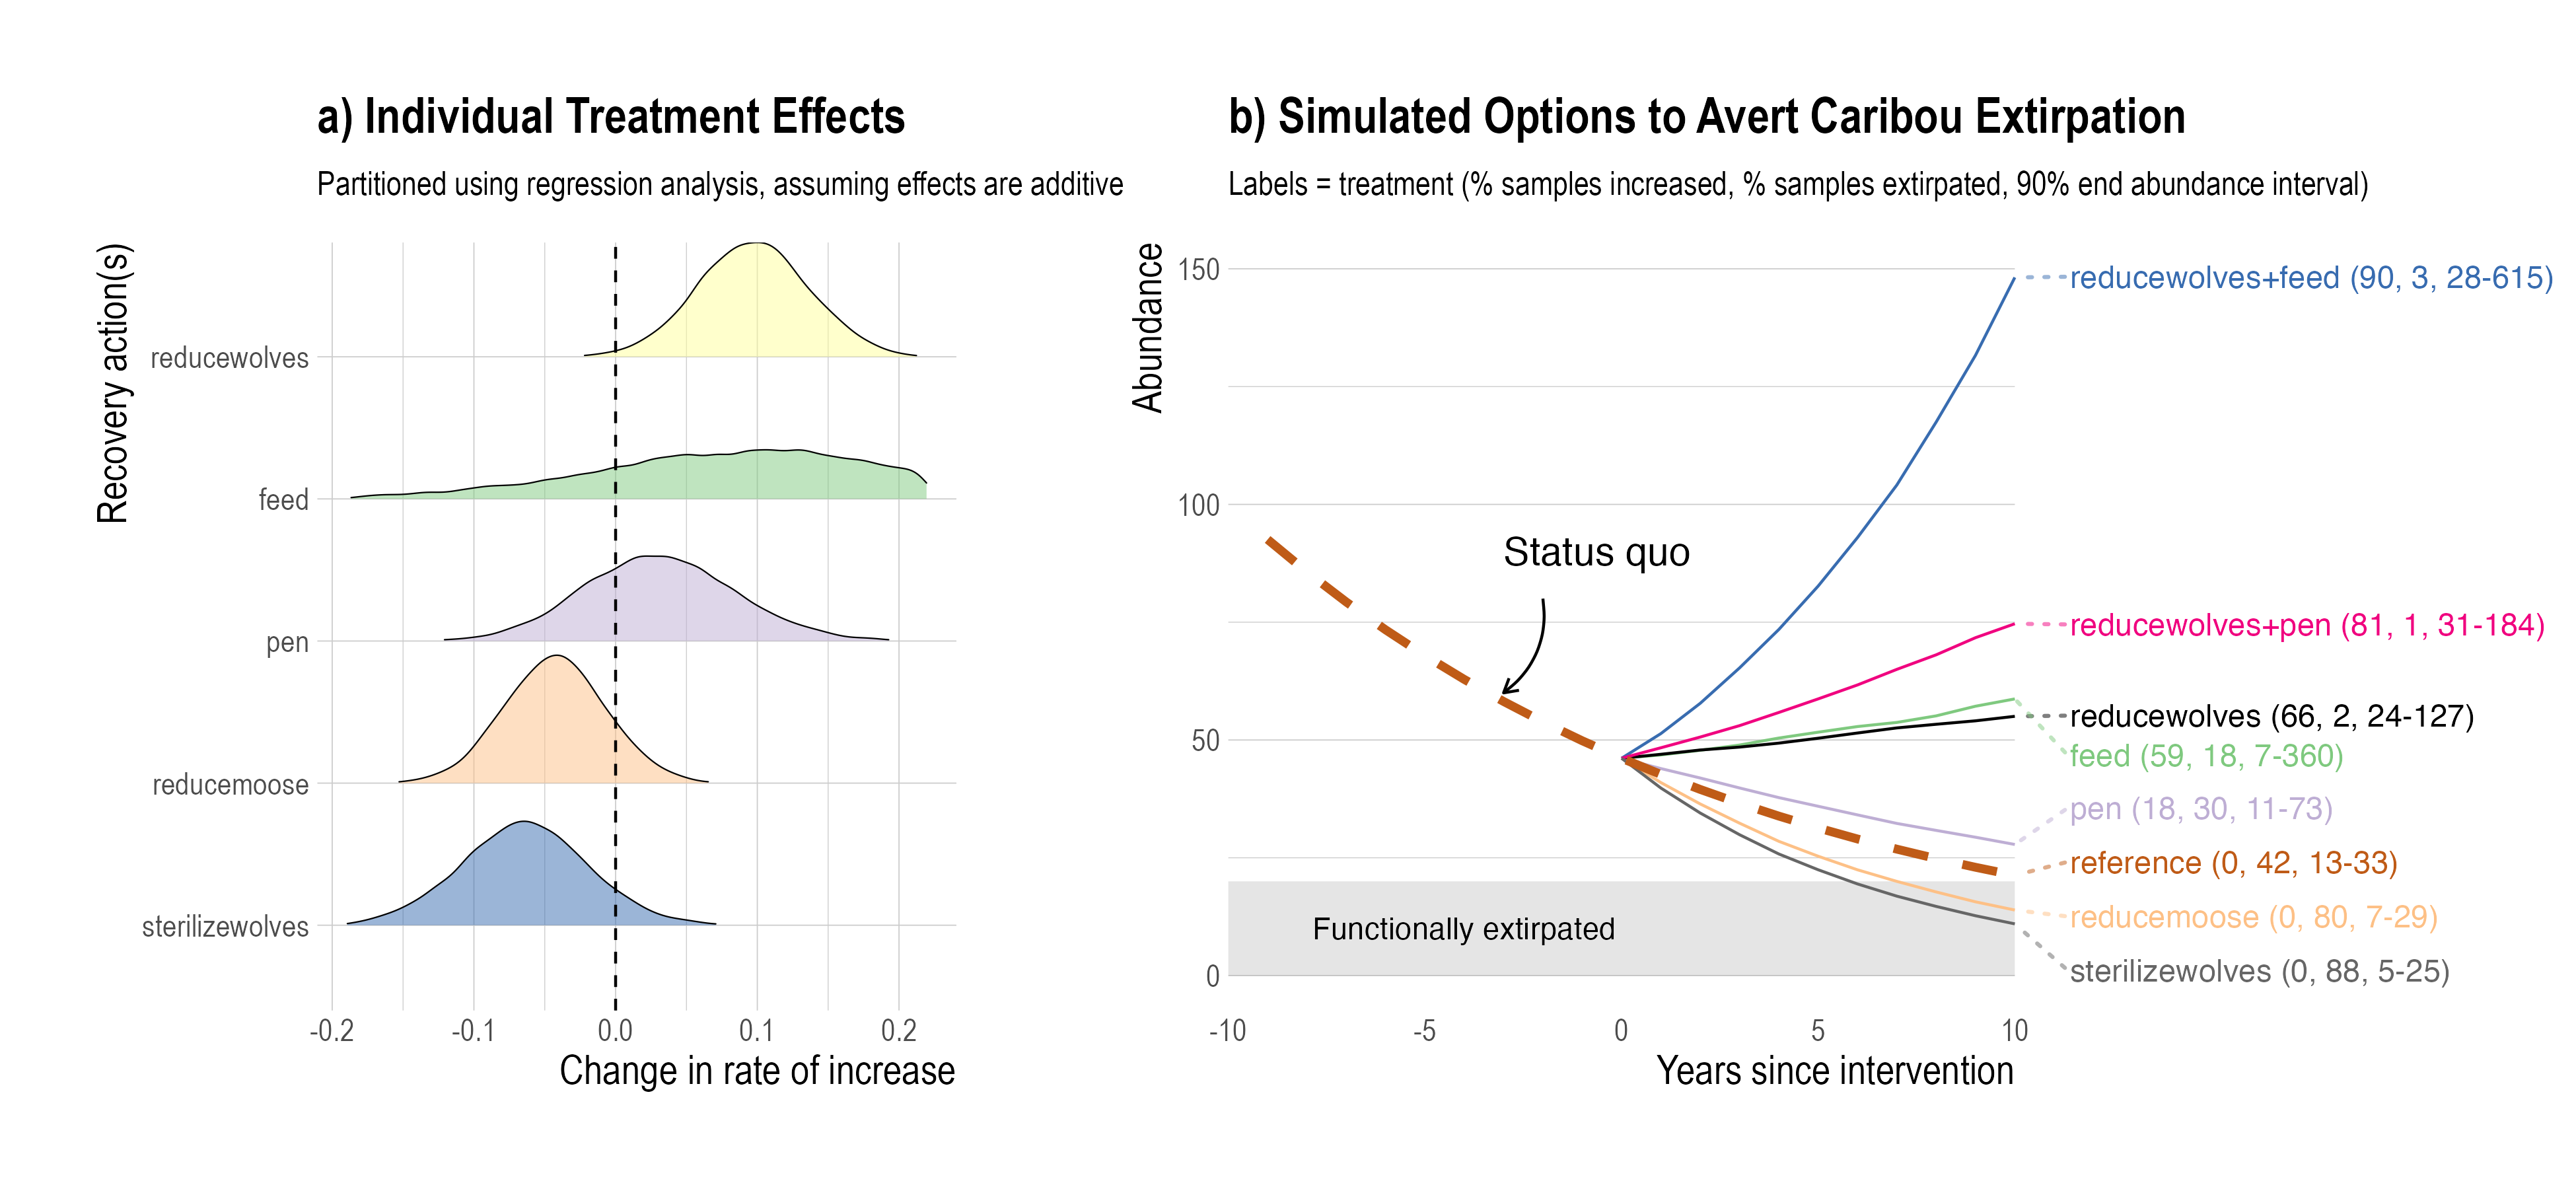 a) Individual Treatment Effects
Partitioned using regression analysis, assuming effects are additive
Recovery action(s)
reducewolves
feed
pen
reducemoose
sterilizewolves
-0.2
-0.1
0.0
0.1
0.2
Change in rate of increase
b) Simulated Options to Avert Caribou Extirpation
Labels = treatment (% samples increased, % samples extirpated, 90% end abundance interval)
Abundance
150
100
50
0
Status quo
Functionally extirpated
reducewolves+feed (90, 3, 28-615)
reducewolves+pen (81, 1, 31-184)
reducewolves (66, 2, 24-127)
feed (59, 18, 7-360)
pen (18, 30, 11-73)
reference (0, 42, 13-33)
reducemoose (0, 80, 7-29)
sterilizewolves (0, 88, 5-25)
-10
-5
0
5
10
Years since intervention